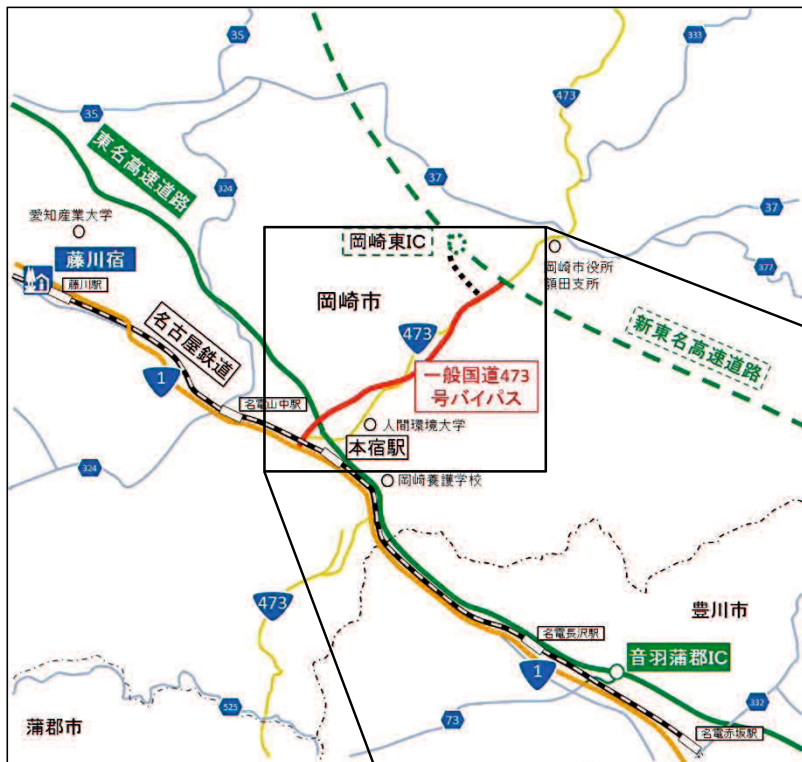 35
333
473
35
東名高速道路
324
37
愛知産業大学
37
藤川宿
岡崎東IC
岡崎市役所
額田支所
藤川駅
377
岡崎市
名古屋鉄道
473
新東名高速道路
1
一般国道473
号バイパス
名電山中駅
人間環境大学
本宿駅
324
岡崎養護学校
473
豊川市
名電長沢駅
音羽蒲郡IC
1
525
73
332
蒲郡市
名電赤坂駅